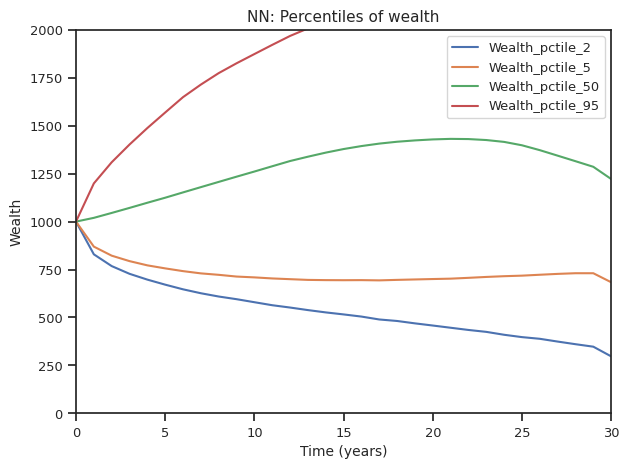 NN: Percentiles of wealth
Wealth_pctile_2
Wealth_pctile_5
Wealth_pctile_50
Wealth_pctile_95
2000
1750
1500
1250
1000
750
500
250
0
Wealth
0 5 10 15 20 25 30
Time (years)